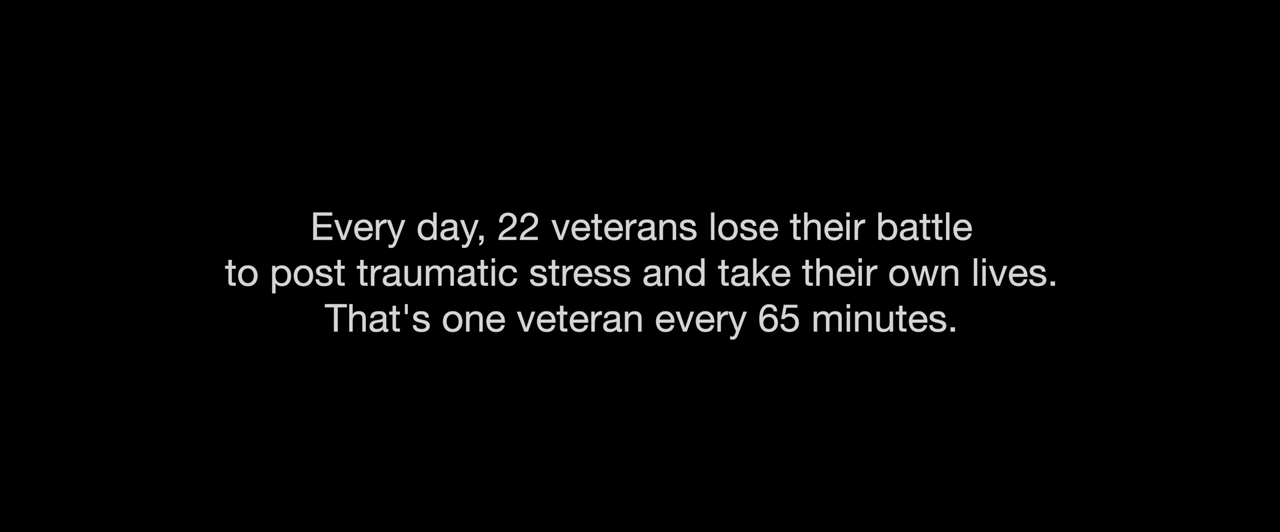 Every day, 22 veterans lose their battle
to post traumatic stress and take their own lives.
That's one veteran every 65 minutes.